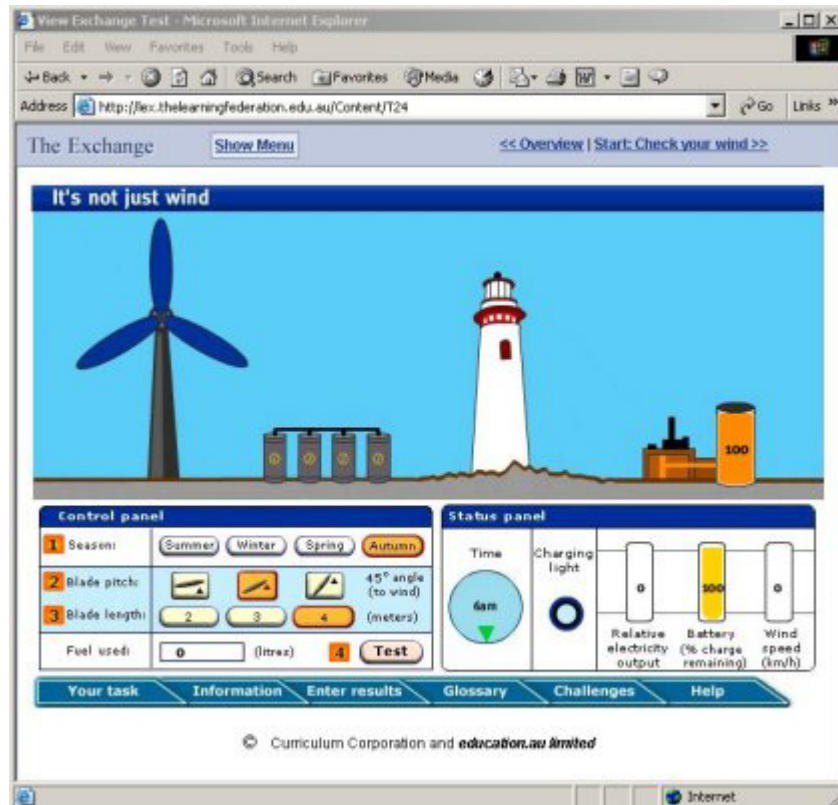 View Exchange Test - Microsoft Internet Explorer
File Edit View Favorites Tools Help
Back Search Favorites Media
Address http://lex.thelearningfederation.edu.au/Content/T24 Go Links »
The Exchange Show Menu << Overview | Start: Check your wind >>
It's not just wind
100
Control panel
1 Season: Summer Winter Spring Autumn
2 Blade pitch: 45° angle (to wind)
3 Blade length: 2 3 4 (meters)
Fuel used: 0 (litres) 4 Test
Status panel
Time Charging light
6am
0 100 0
Relative electricity output
Battery (% charge remaining)
Wind speed (km/h)
Your task Information Enter results Glossary Challenges Help
© Curriculum Corporation and education.au limited
Internet